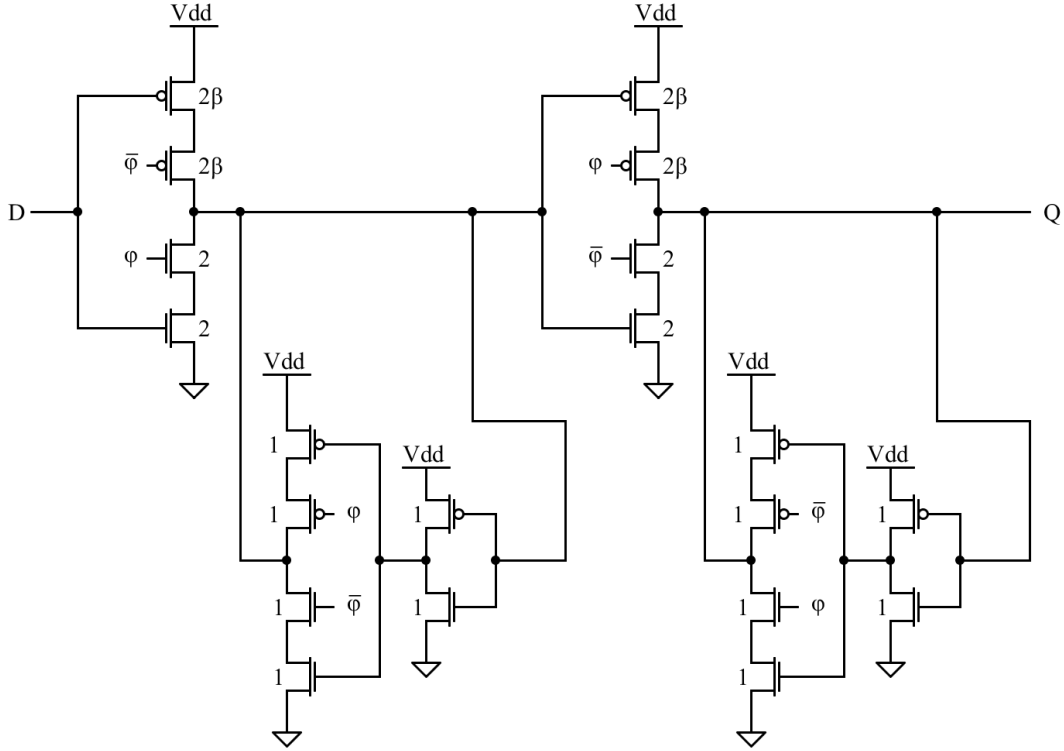 Vdd Vdd
2β 2β
φ̅ 2β φ 2β
D Q
φ 2 φ̅ 2
2 2
Vdd Vdd
1 Vdd 1 Vdd
1 φ 1 1 φ̅ 1
1 φ̅ 1 1 φ 1
1 1